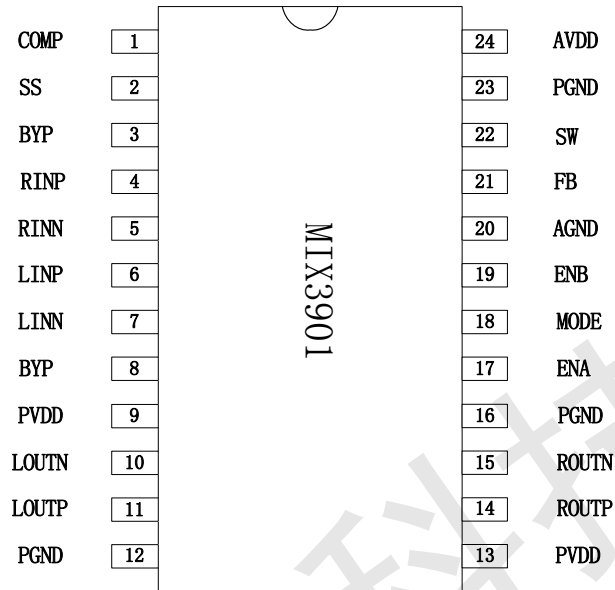 COMP 1 24 AVDD
SS 2 23 PGND
BYP 3 22 SW
RINP 4 21 FB
RINN 5 20 AGND
LINP 6 19 ENB
LINN 7 18 MODE
BYP 8 17 ENA
PVDD 9 16 PGND
LOUTN 10 15 ROUTN
LOUTP 11 14 ROUTP
PGND 12 13 PVDD
MIX3901
科技